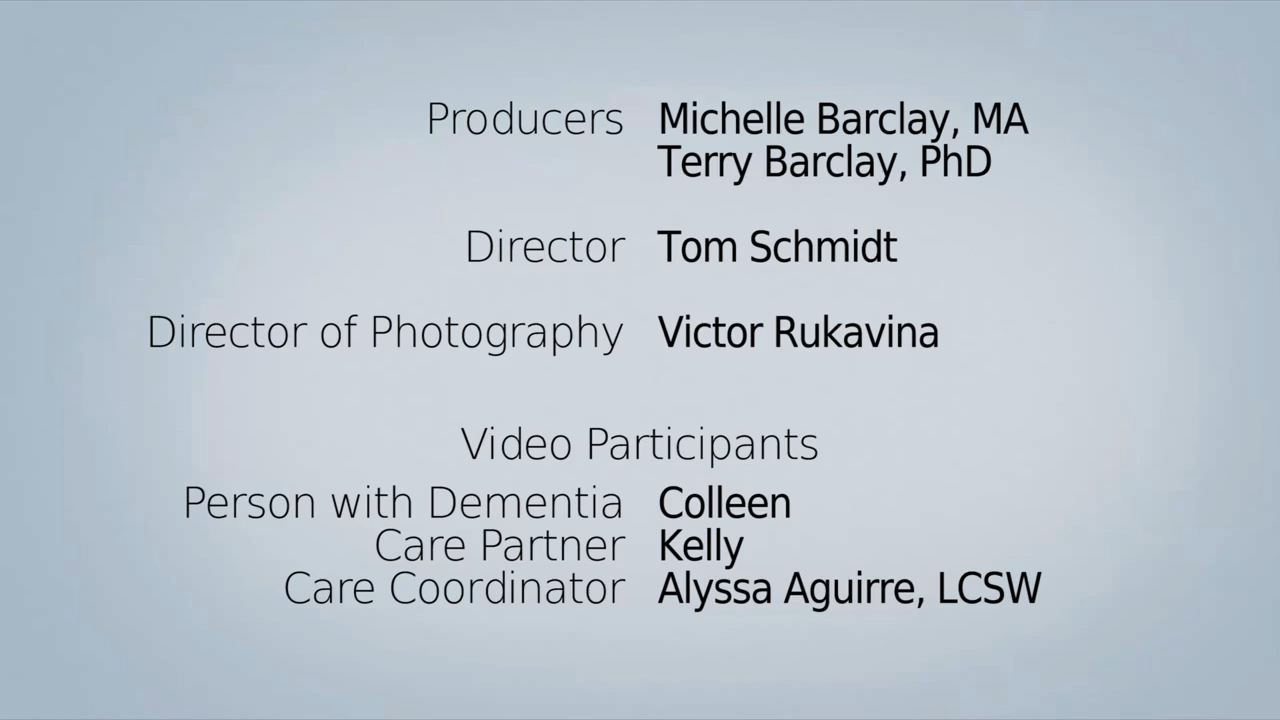 Producers Michelle Barclay, MA
Terry Barclay, PhD
Director Tom Schmidt
Director of Photography Victor Rukavina
Video Participants
Person with Dementia Colleen
Care Partner Kelly
Care Coordinator Alyssa Aguirre, LCSW